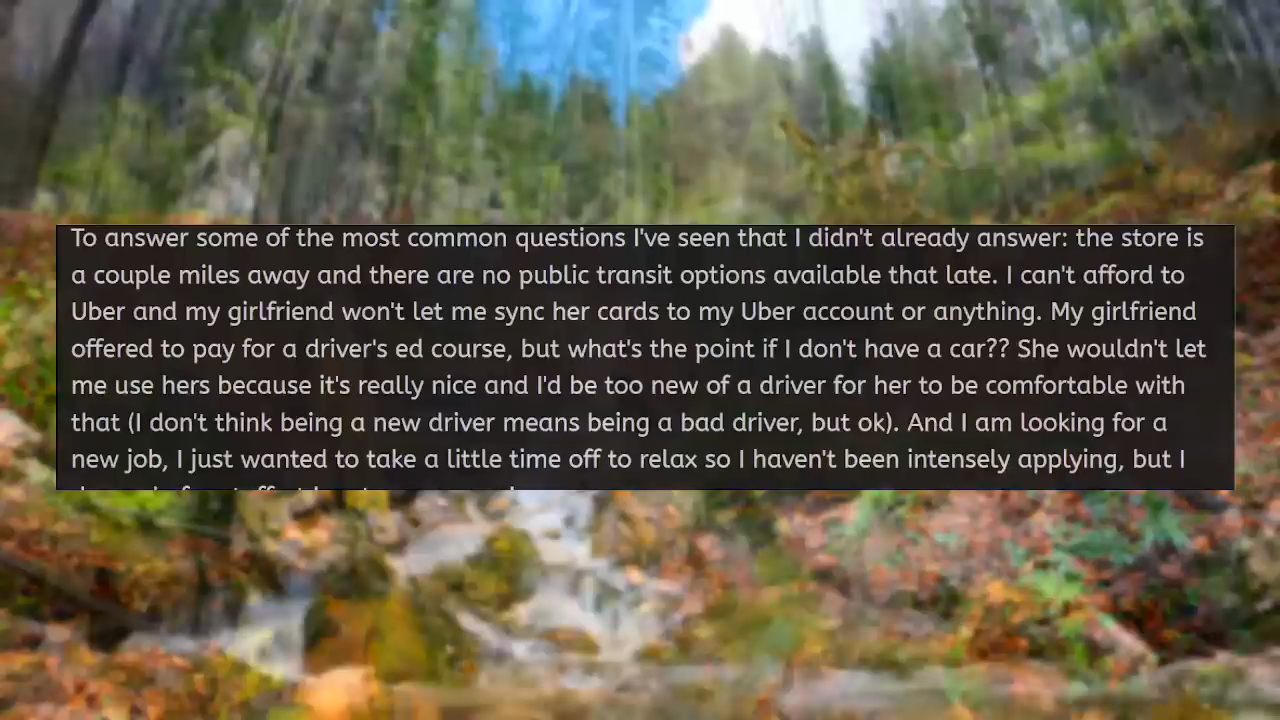 To answer some of the most common questions I've seen that I didn't already answer: the store is
a couple miles away and there are no public transit options available that late. I can't afford to
Uber and my girlfriend won't let me sync her cards to my Uber account or anything. My girlfriend
offered to pay for a driver's ed course, but what's the point if I don't have a car?? She wouldn't let
me use hers because it's really nice and I'd be too new of a driver for her to be comfortable with
that (I don't think being a new driver means being a bad driver, but ok). And I am looking for a
new job, I just wanted to take a little time off to relax so I haven't been intensely applying, but I